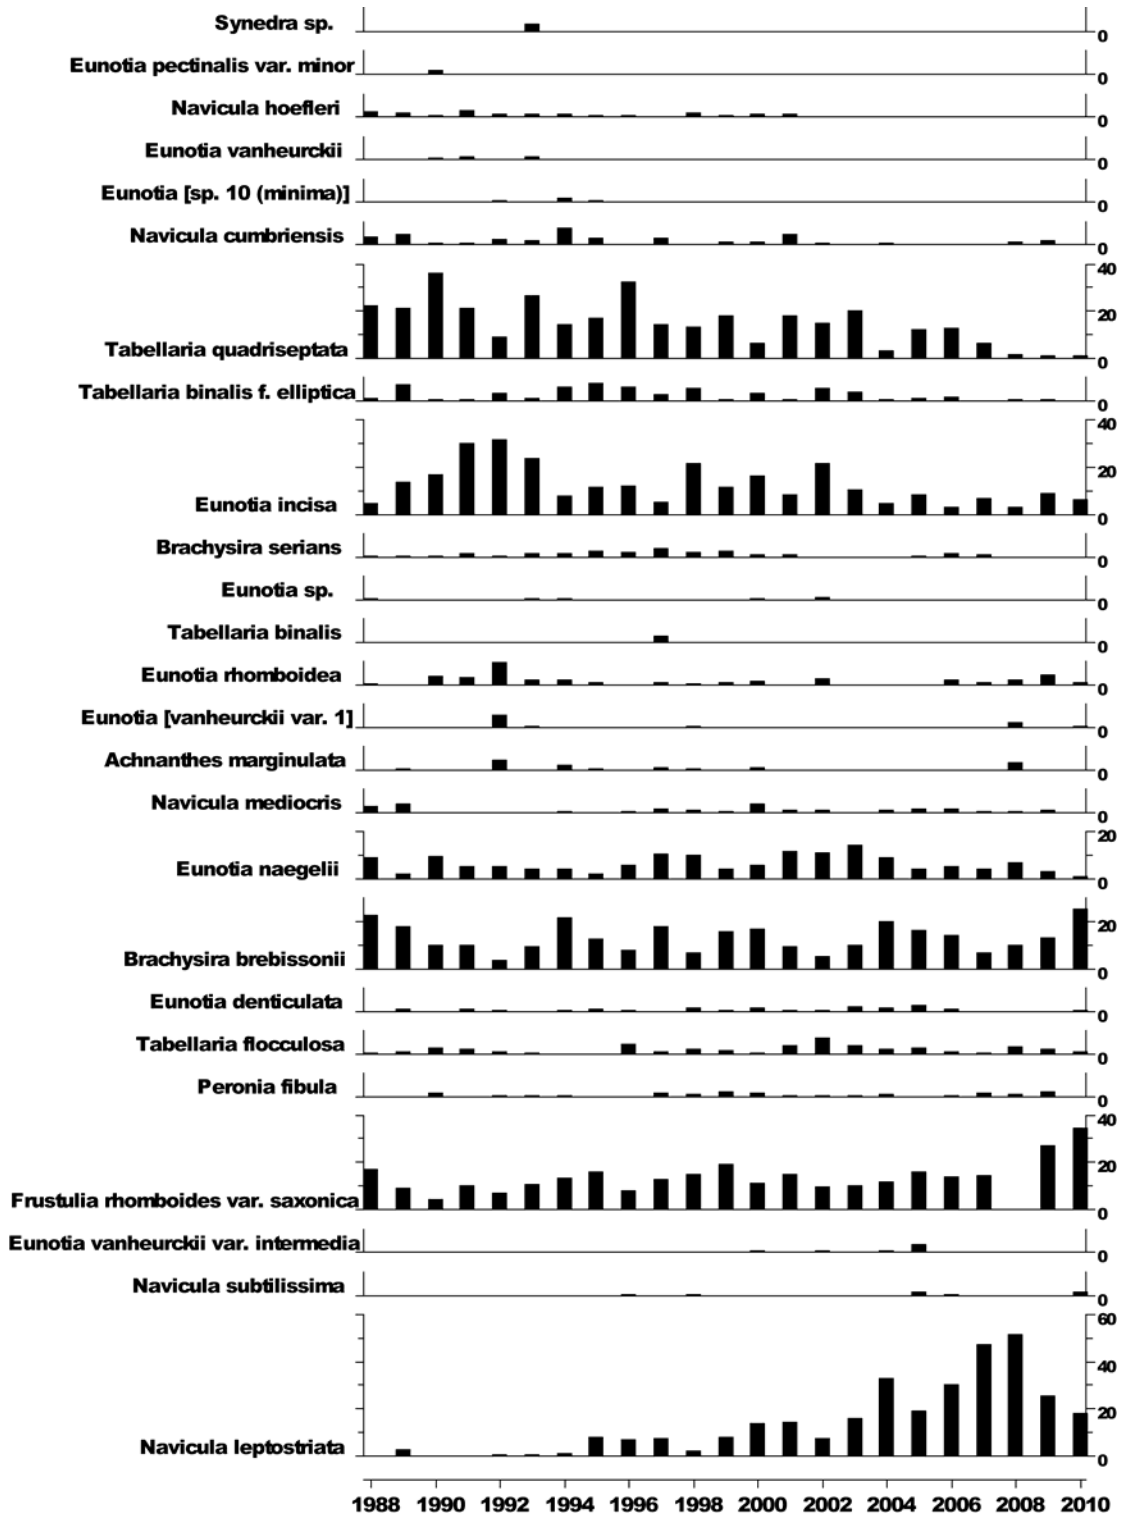 Synedra sp.
0
Eunotia pectinalis var. minor
0
Navicula hoefleri
0
Eunotia vanheurckii
0
Eunotia [sp. 10 (minima)]
0
Navicula cumbriensis
0
40
20
Tabellaria quadriseptata
0
Tabellaria binalis f. elliptica
0
40
20
Eunotia incisa
0
Brachysira serians
0
Eunotia sp.
0
Tabellaria binalis
0
Eunotia rhomboidea
0
Eunotia [vanheurckii var. 1]
0
Achnanthes marginulata
0
Navicula mediocris
0
20
Eunotia naegelii
0
20
Brachysira brebissonii
0
Eunotia denticulata
0
Tabellaria flocculosa
0
Peronia fibula
0
40
20
Frustulia rhomboides var. saxonica
0
Eunotia vanheurckii var. intermedia
0
Navicula subtilissima
0
60
40
20
Navicula leptostriata
0
1988 1990 1992 1994 1996 1998 2000 2002 2004 2006 2008 2010